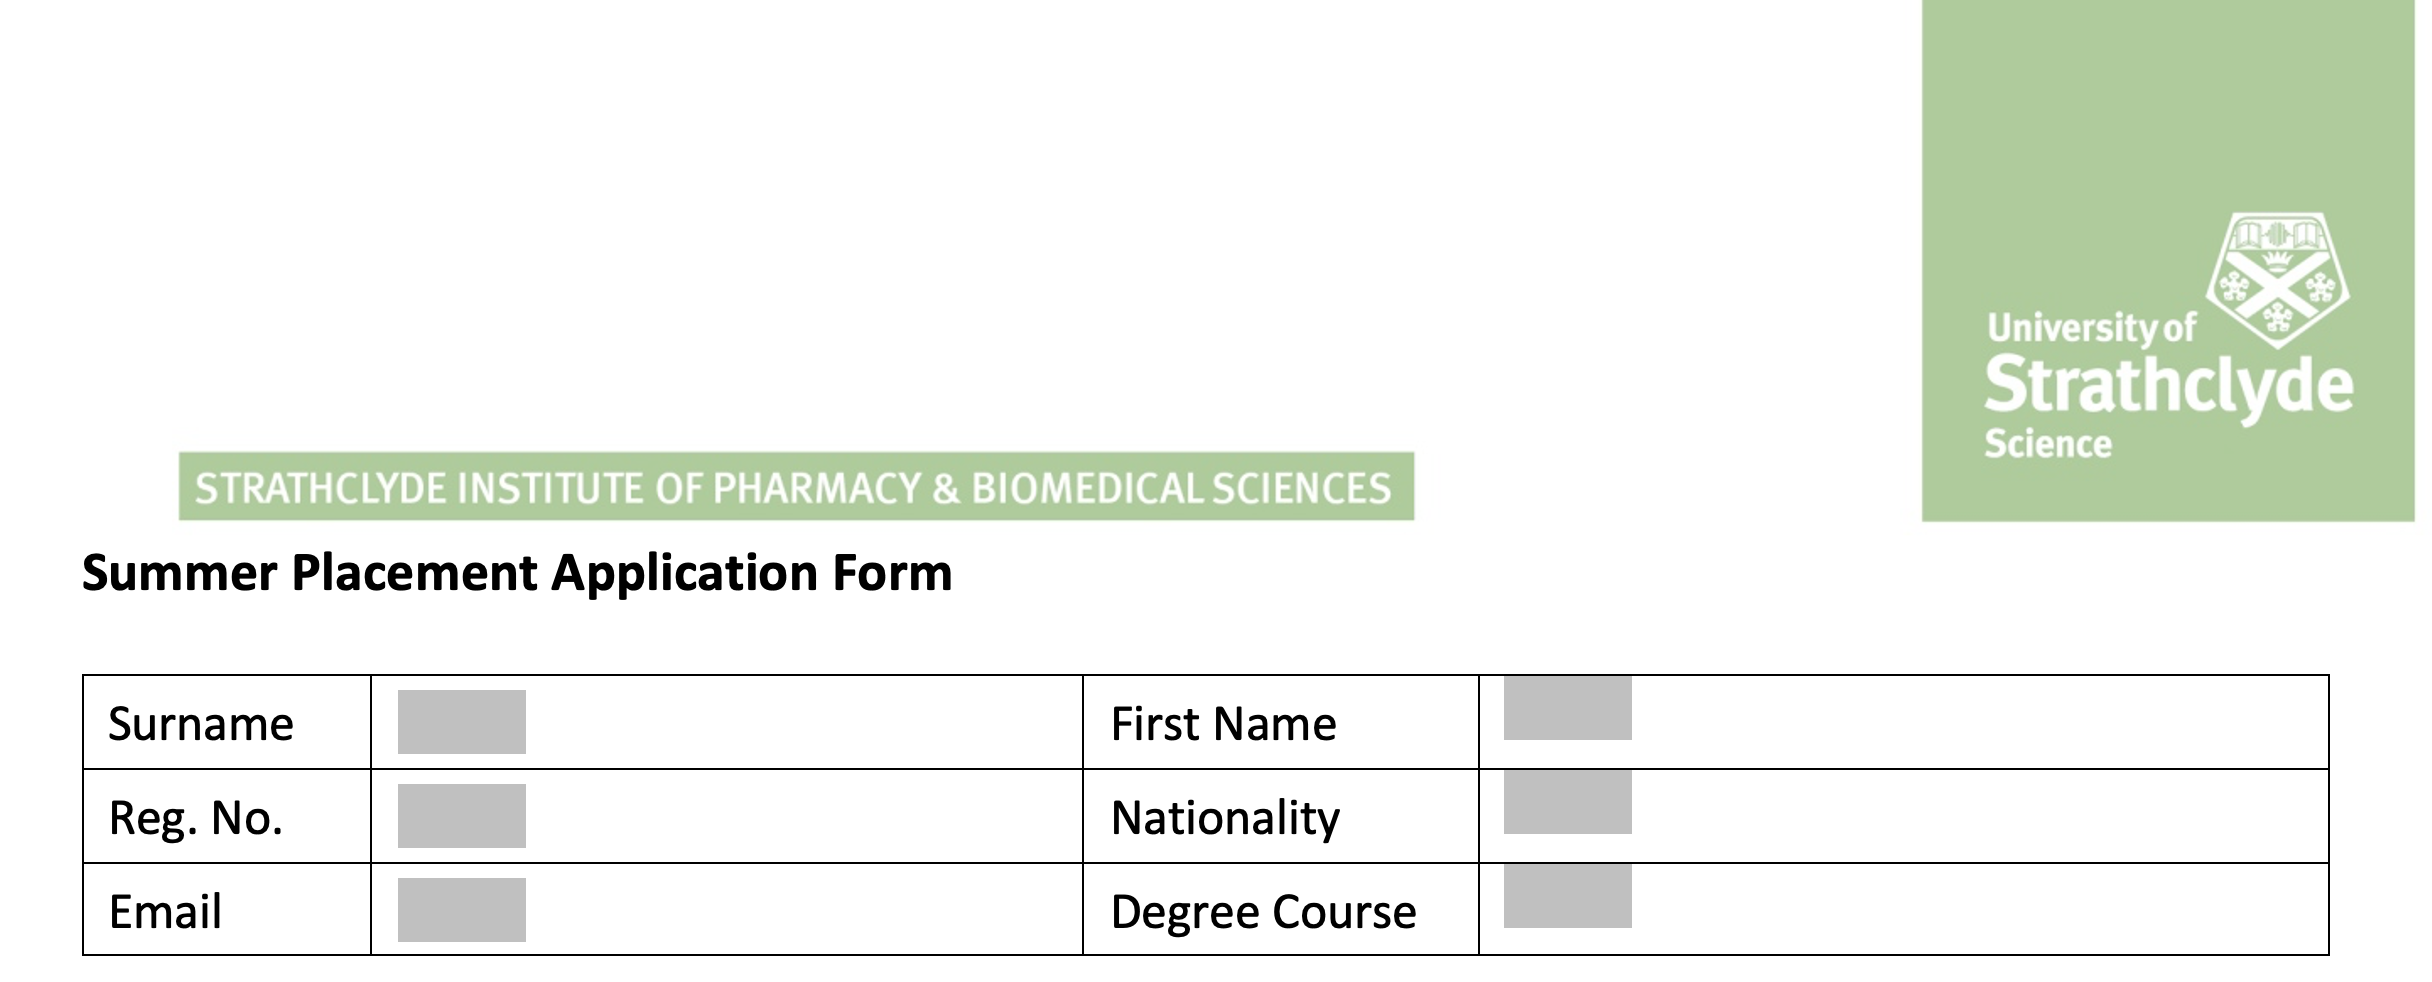 University of
Strathclyde
Science
STRATHCLYDE INSTITUTE OF PHARMACY & BIOMEDICAL SCIENCES
Summer Placement Application Form
Surname First Name
Reg. No. Nationality
Email Degree Course